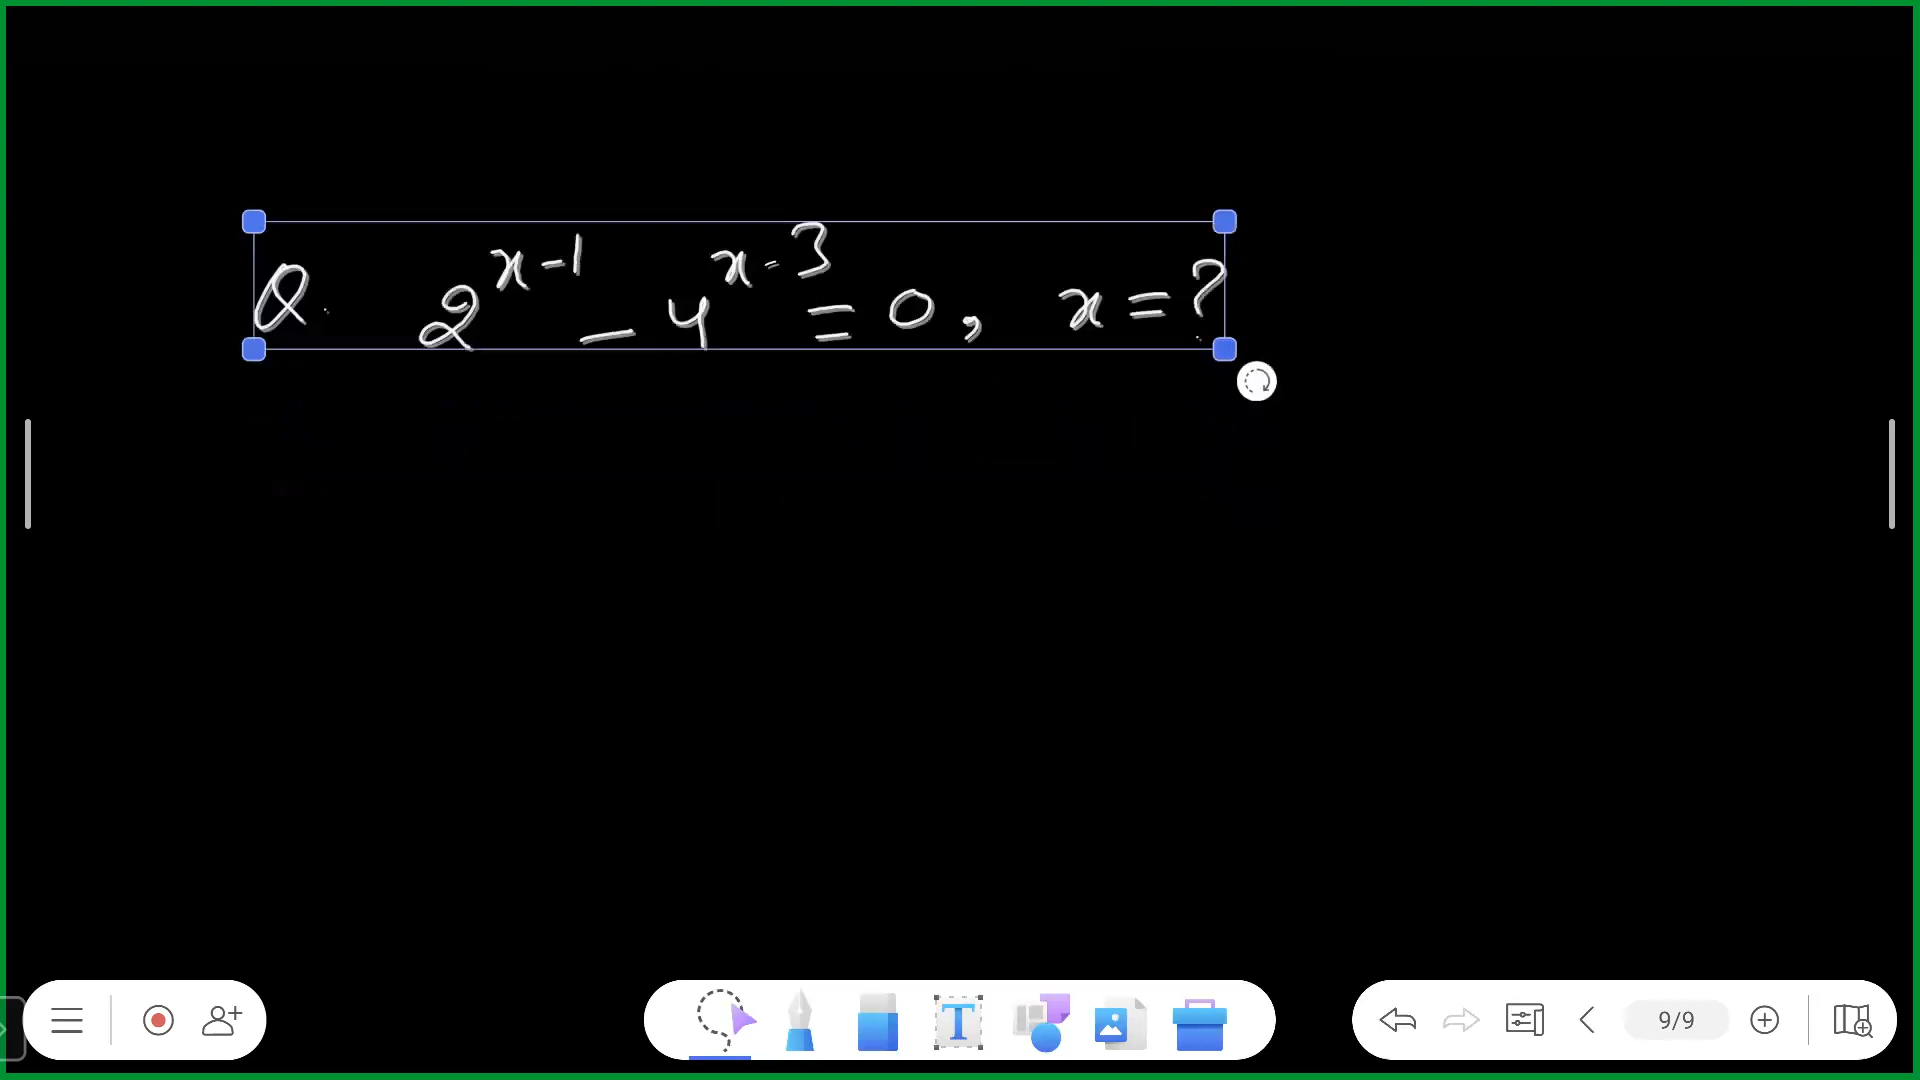 Q. 2^{x-1} - 4^{x-3} = 0, x = ?
T
9/9